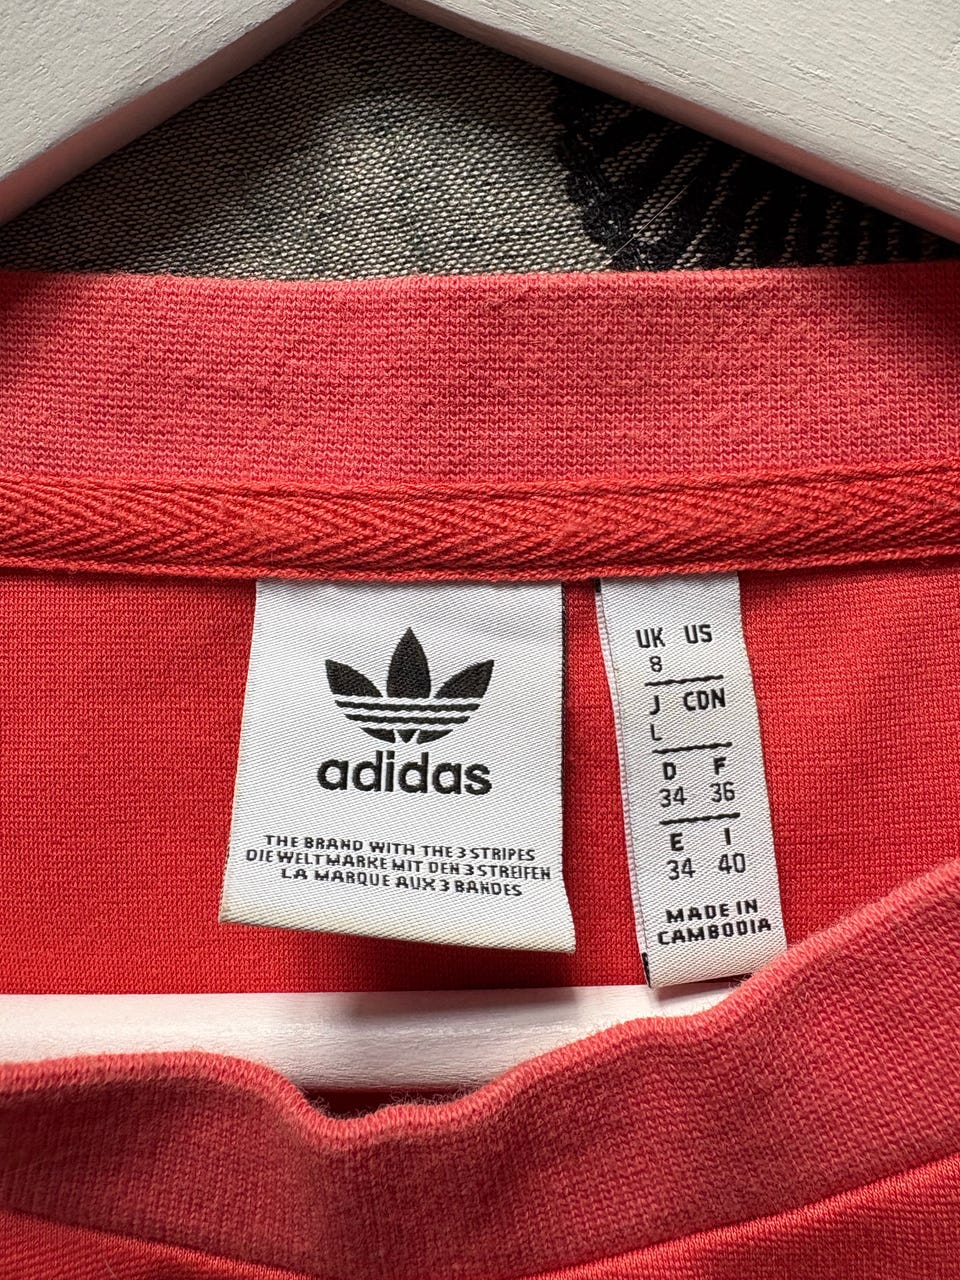 adidas
THE BRAND WITH THE 3 STRIPES
DIE WELTMARKE MIT DEN 3 STREIFEN
LA MARQUE AUX 3 BANDES
UK US
8
J CDN
L
D F
34 36
E I
34 40
MADE IN
CAMBODIA